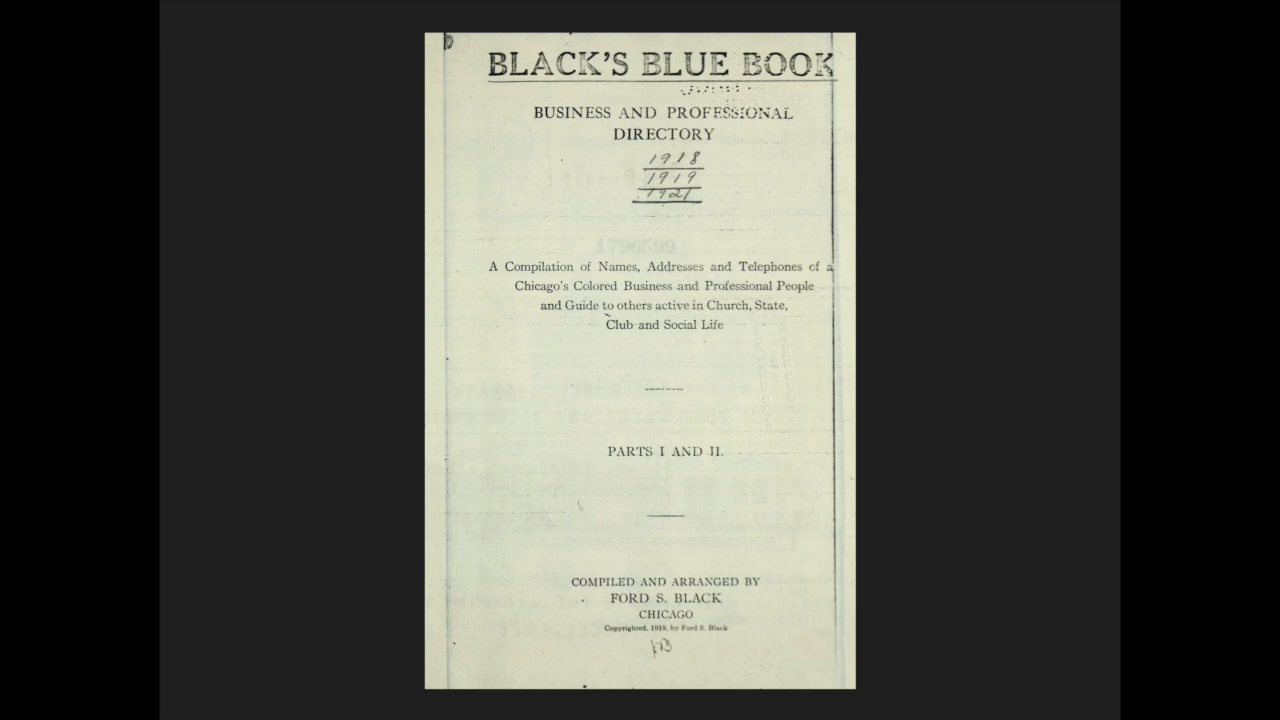 BLACK'S BLUE BOOK
BUSINESS AND PROFESSIONAL
DIRECTORY
1918
1919
1921
1796599
A Compilation of Names, Addresses and Telephones of a
Chicago's Colored Business and Professional People
and Guide to others active in Church, State,
Club and Social Life
PARTS I AND II.
COMPILED AND ARRANGED BY
FORD S. BLACK
CHICAGO
Copyrighted, 1918, by Ford S. Black